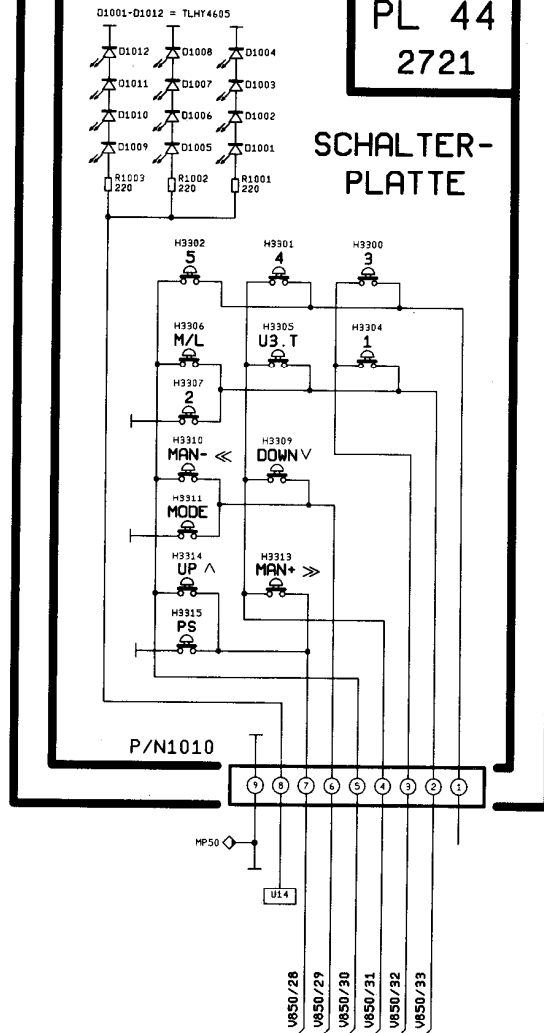 D1001-D1012 = TLHY4605
PL 44
2721
D1012 D1008 D1004
D1011 D1007 D1003
D1010 D1006 D1002
D1009 D1005 D1001
R1003 220 R1002 220 R1001 220
SCHALTER-
PLATTE
H3302 H3301 H3300
5 4 3
H3306 H3305 H3304
M/L U3.T 1
H3307
2
H3310 H3309
MAN- << DOWN ∨
H3311
MODE
H3314 H3313
UP ∧ MAN+ >>
H3315
PS
P/N1010
9 8 7 6 5 4 3 2 1
MP50
U14
V850/28
V850/29
V850/30
V850/31
V850/32
V850/33